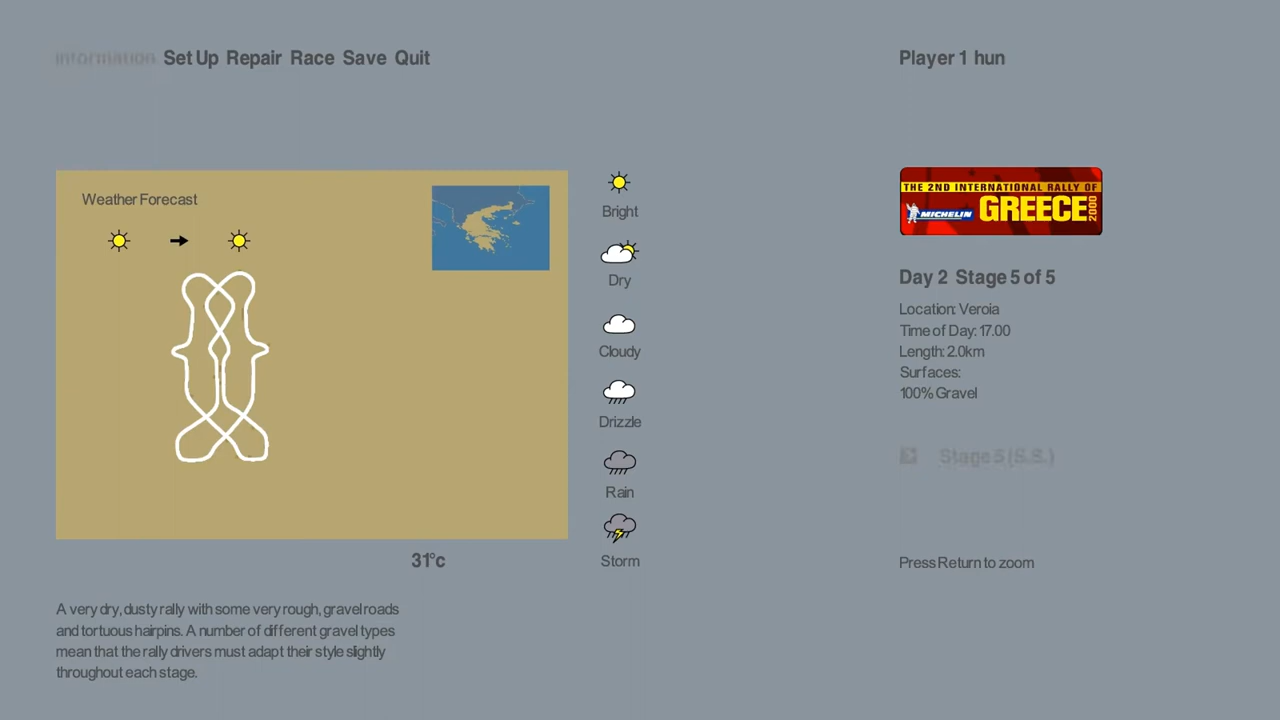 Information Set Up Repair Race Save Quit
Player 1 hun
Weather Forecast
Bright
Dry
Cloudy
Drizzle
Rain
Storm
31°c
A very dry, dusty rally with some very rough, gravel roads
and tortuous hairpins. A number of different gravel types
mean that the rally drivers must adapt their style slightly
throughout each stage.
THE 2ND INTERNATIONAL RALLY OF
MICHELIN GREECE 2000
Day 2 Stage 5 of 5
Location: Veroia
Time of Day: 17.00
Length: 2.0km
Surfaces:
100% Gravel
Stage 5 (S.S.)
Press Return to zoom